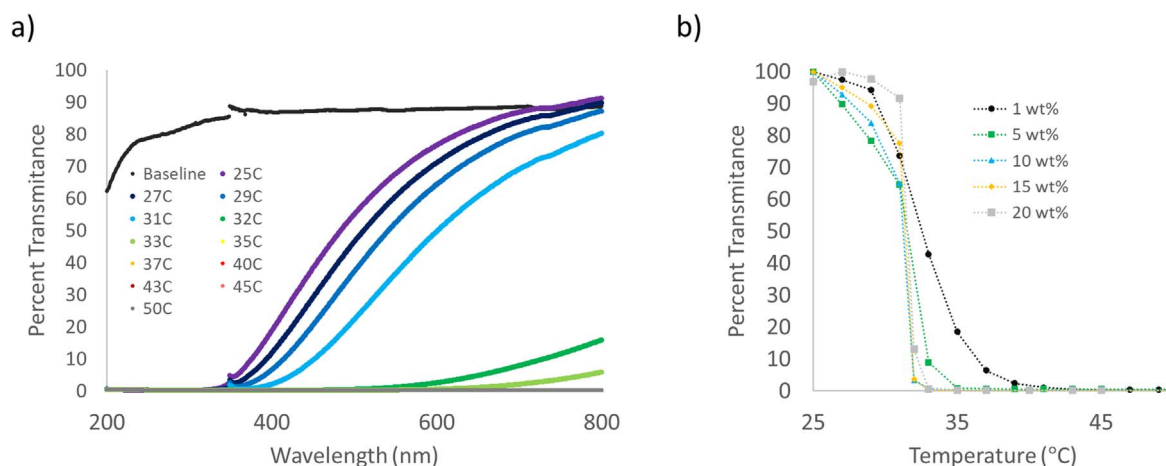 a)
Percent Transmitance
100
90
80
70
60
50
40
30
20
10
0
Baseline 25C
27C 29C
31C 32C
33C 35C
37C 40C
43C 45C
50C
200 400 600 800
Wavelength (nm)
b)
Percent Transmitance
100
90
80
70
60
50
40
30
20
10
0
1 wt%
5 wt%
10 wt%
15 wt%
20 wt%
25 35 45
Temperature (°C)